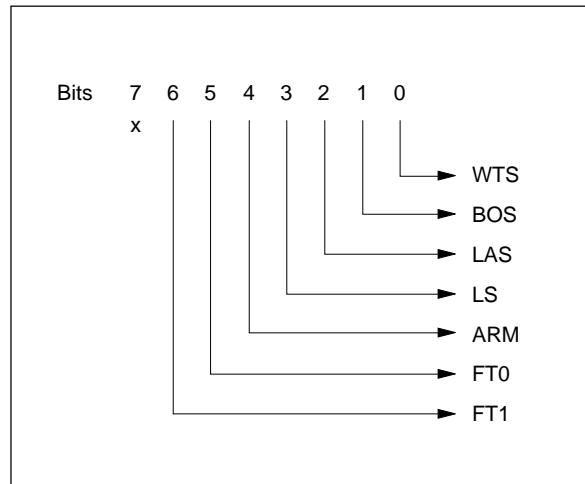 Bits 7 6 5 4 3 2 1 0
x
WTS
BOS
LAS
LS
ARM
FT0
FT1